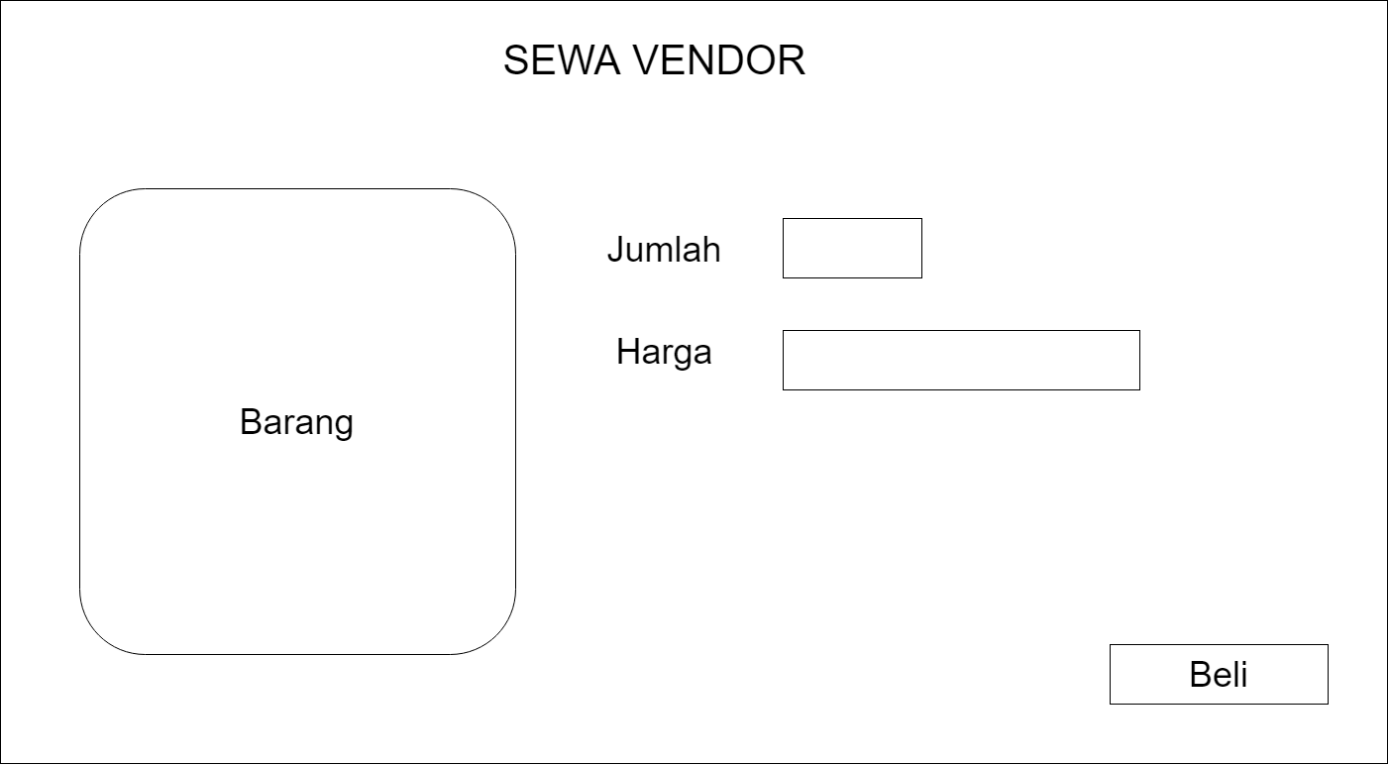 SEWA VENDOR
Jumlah
Harga
Barang
Beli